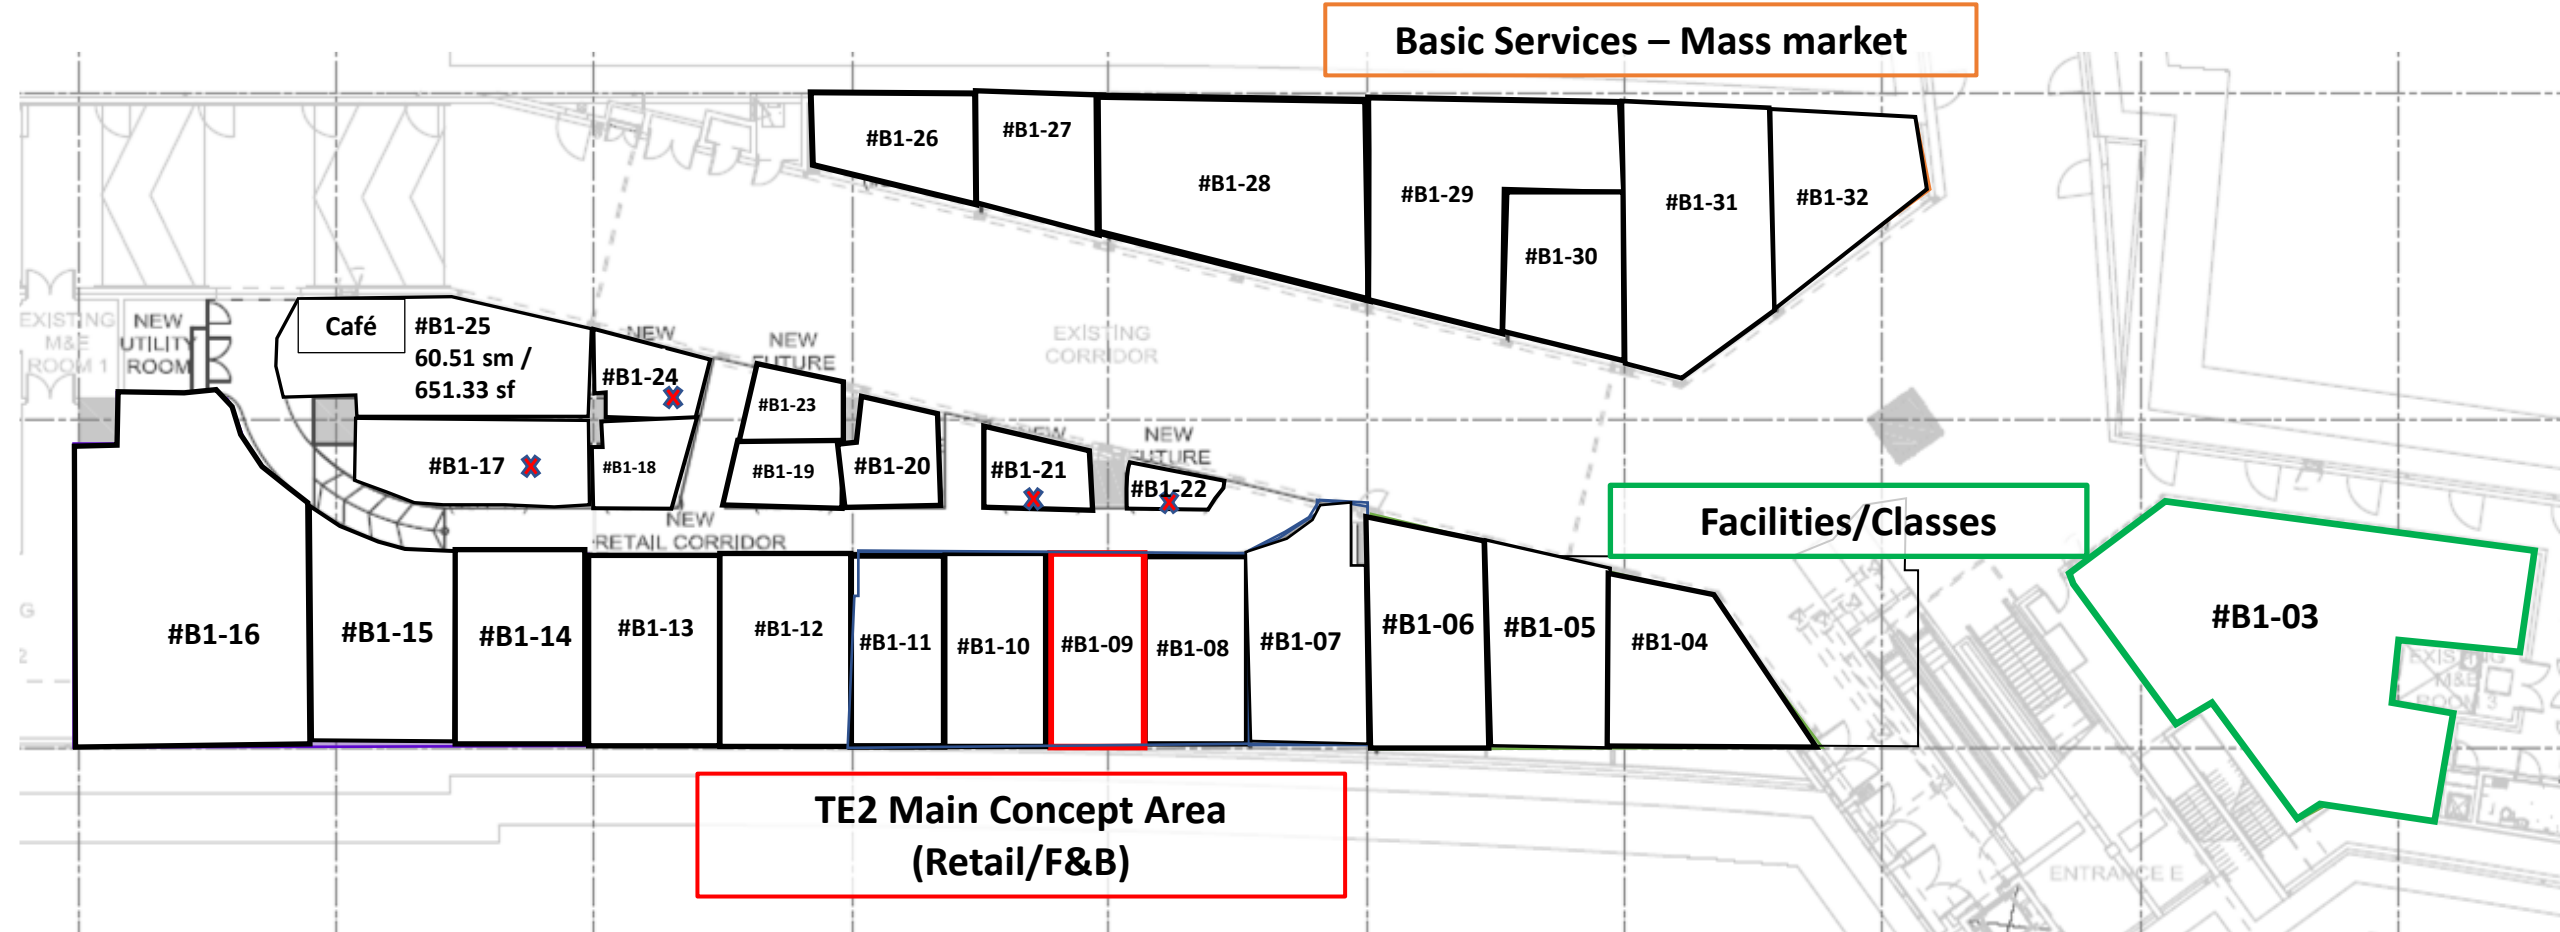 Basic Services – Mass market
#B1-26
#B1-27
#B1-28
#B1-29
#B1-30
#B1-31
#B1-32
EXISTING
M&E
ROOM 1
NEW
UTILITY
ROOM
Café
#B1-25
60.51 sm /
651.33 sf
NEW
#B1-24
NEW
FUTURE
#B1-23
EXISTING
CORRIDOR
#B1-17
#B1-18
#B1-19
#B1-20
NEW
#B1-21
NEW
FUTURE
#B1-22
NEW
RETAIL CORRIDOR
Facilities/Classes
#B1-16
#B1-15
#B1-14
#B1-13
#B1-12
#B1-11
#B1-10
#B1-09
#B1-08
#B1-07
#B1-06
#B1-05
#B1-04
#B1-03
EXISTING
M&E
ROOM 3
G
2
TE2 Main Concept Area
(Retail/F&B)
ENTRANCE E